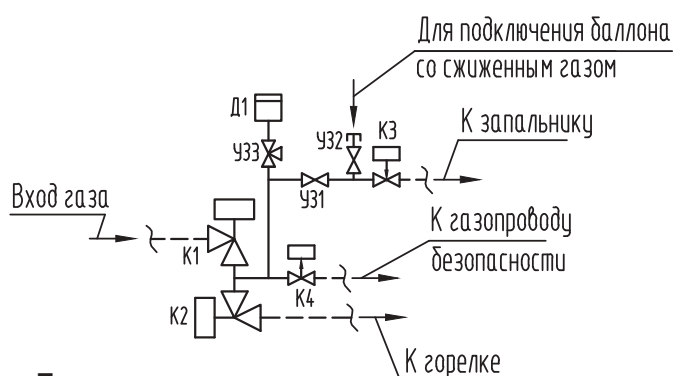 Для подключения баллона
со сжиженным газом
Д1
УЗ3
УЗ2
К3
К запальнику
УЗ1
Вход газа
К1
К газопроводу
безопасности
К4
К2
К горелке